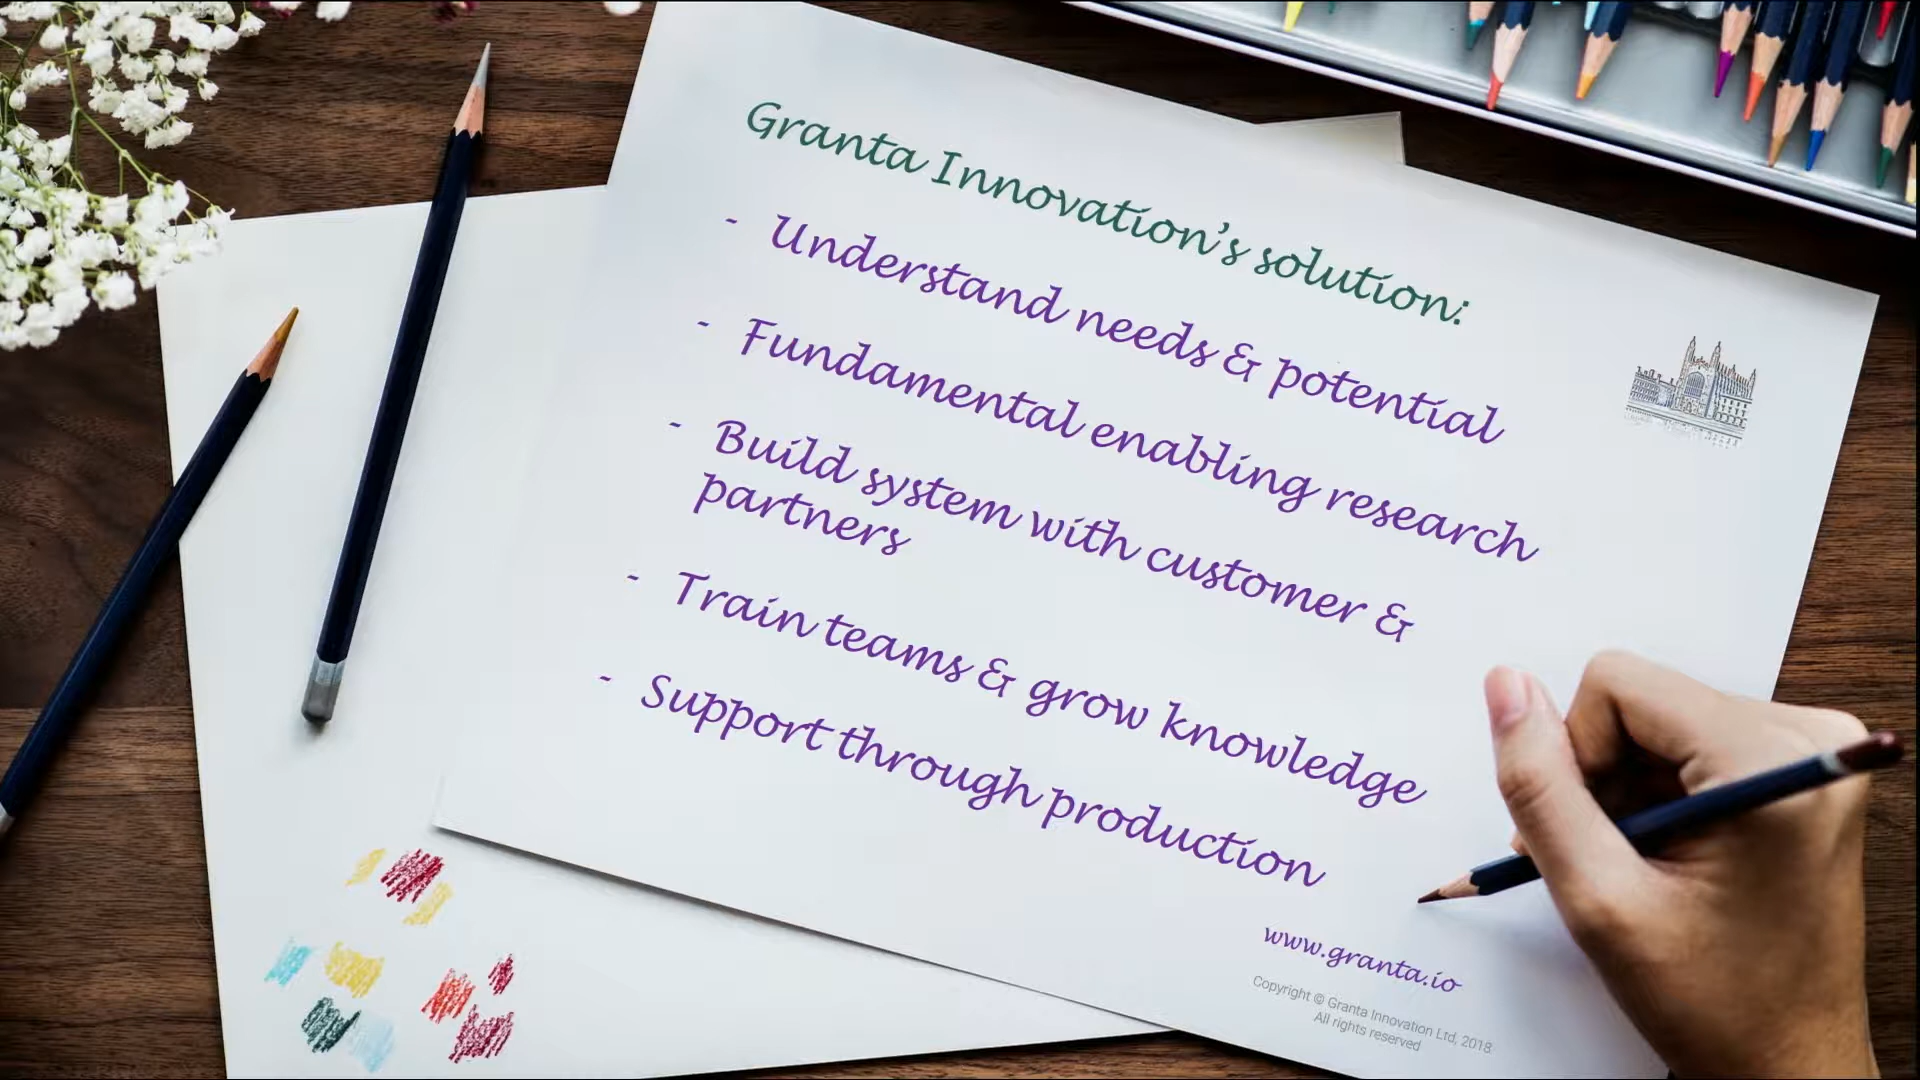 Granta Innovation's solution:
- Understand needs & potential
- Fundamental enabling research
- Build system with customer &
partners
- Train teams & grow knowledge
- Support through production
www.granta.io
Copyright © Granta Innovation Ltd, 2018.
All rights reserved